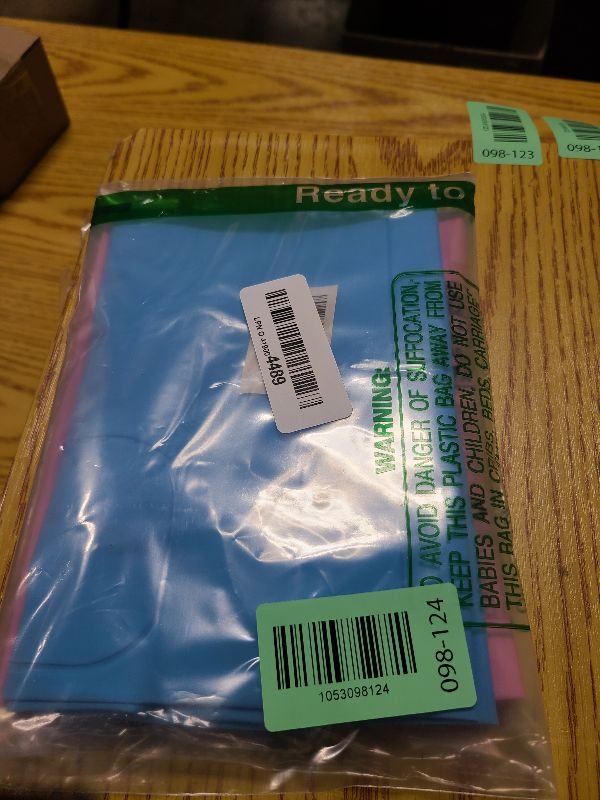 098-123
098-
Ready to
4489
WARNING:
AVOID DANGER OF SUFFOCATION,
KEEP THIS PLASTIC BAG AWAY FROM
BABIES AND CHILDREN. DO NOT USE
THIS BAG IN CRIBS, BEDS, CARRIAGES
1053098124
098-124